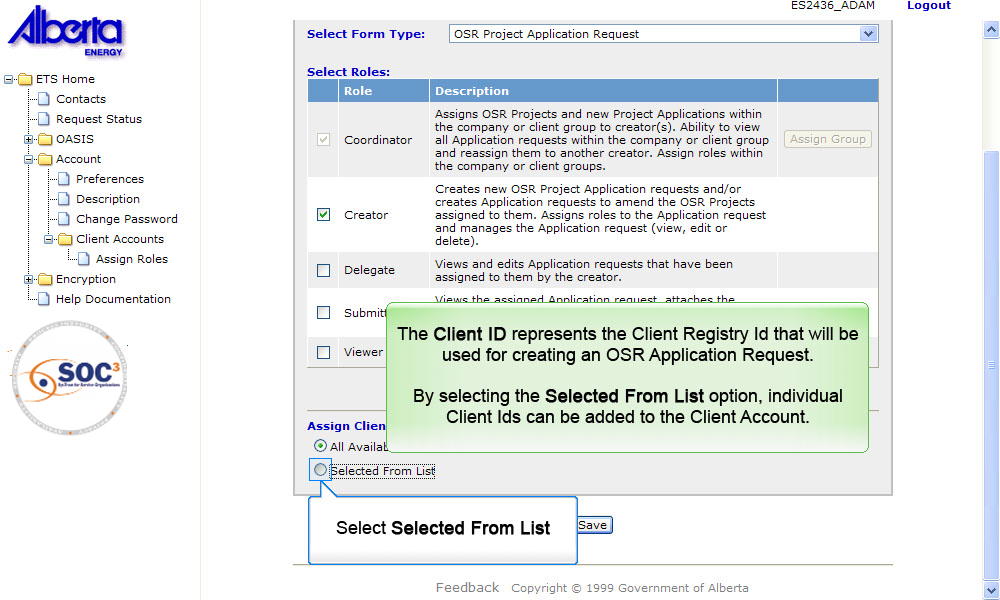 Alberta
ENERGY
ES2436_ADAM
Logout
ETS Home
Contacts
Request Status
OASIS
Account
Preferences
Description
Change Password
Client Accounts
Assign Roles
Encryption
Help Documentation
SOC3
SysTrust for Service Organizations
Select Form Type:
OSR Project Application Request
Select Roles:
Role
Description
Coordinator
Assigns OSR Projects and new Project Applications within
the company or client group to creator(s). Ability to view
all Application requests within the company or client group
and reassign them to another creator. Assign roles within
the company or client groups.
Assign Group
Creator
Creates new OSR Project Application requests and/or
creates Application requests to amend the OSR Projects
assigned to them. Assigns roles to the Application request
and manages the Application request (view, edit or
delete).
Delegate
Views and edits Application requests that have been
assigned to them by the creator.
Submitt
Views the assigned Application request, attaches the
Viewer
The Client ID represents the Client Registry Id that will be
used for creating an OSR Application Request.
By selecting the Selected From List option, individual
Client Ids can be added to the Client Account.
Assign Clien
All Availab
Selected From List
Select Selected From List
Save
Feedback
Copyright © 1999 Government of Alberta